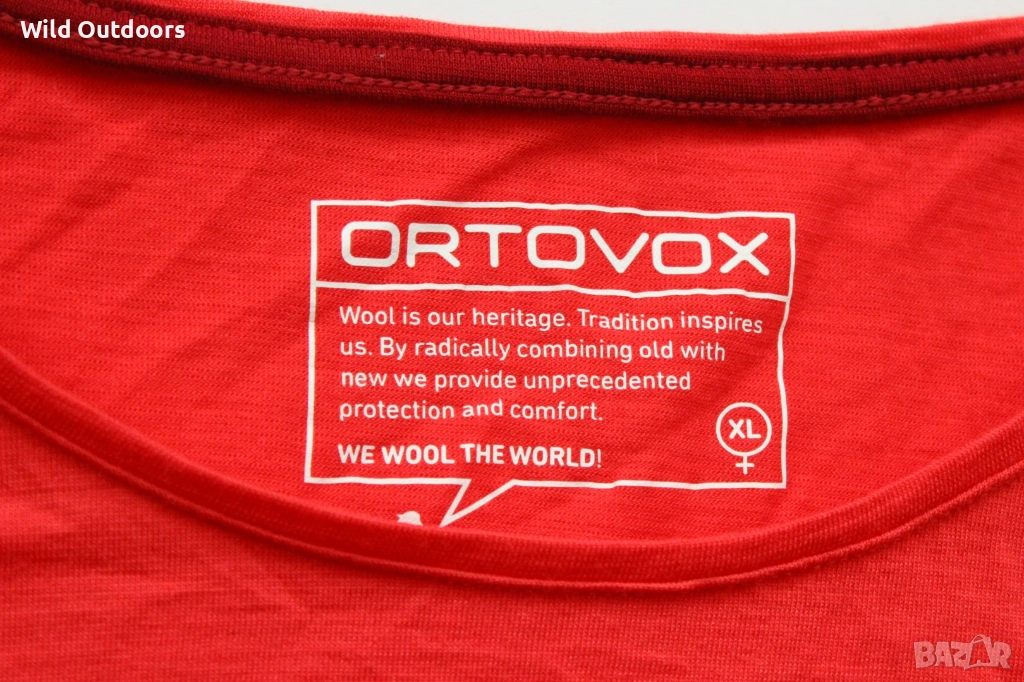 Wild Outdoors
ORTOVOX
Wool is our heritage. Tradition inspires
us. By radically combining old with
new we provide unprecedented
protection and comfort.
XL
WE WOOL THE WORLD!
BAZAR